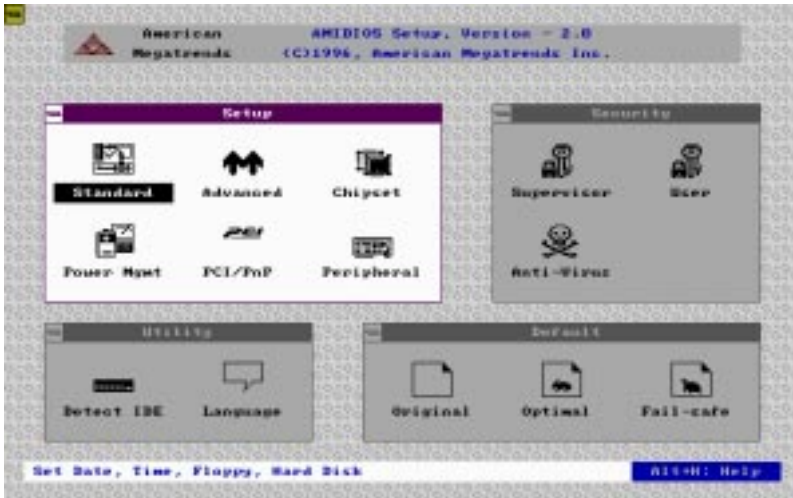 American Megatrends
AMIBIOS Setup, Version - 2.0
(C)1996, American Megatrends Inc.
Setup
Standard
Advanced
Chipset
Power Mgmt
PCI
PCI/PnP
Peripheral
Security
Supervisor
User
Anti-Virus
Utility
Detect IDE
Language
Default
Original
Optimal
Fail-safe
Set Date, Time, Floppy, Hard Disk
Alt+H: Help